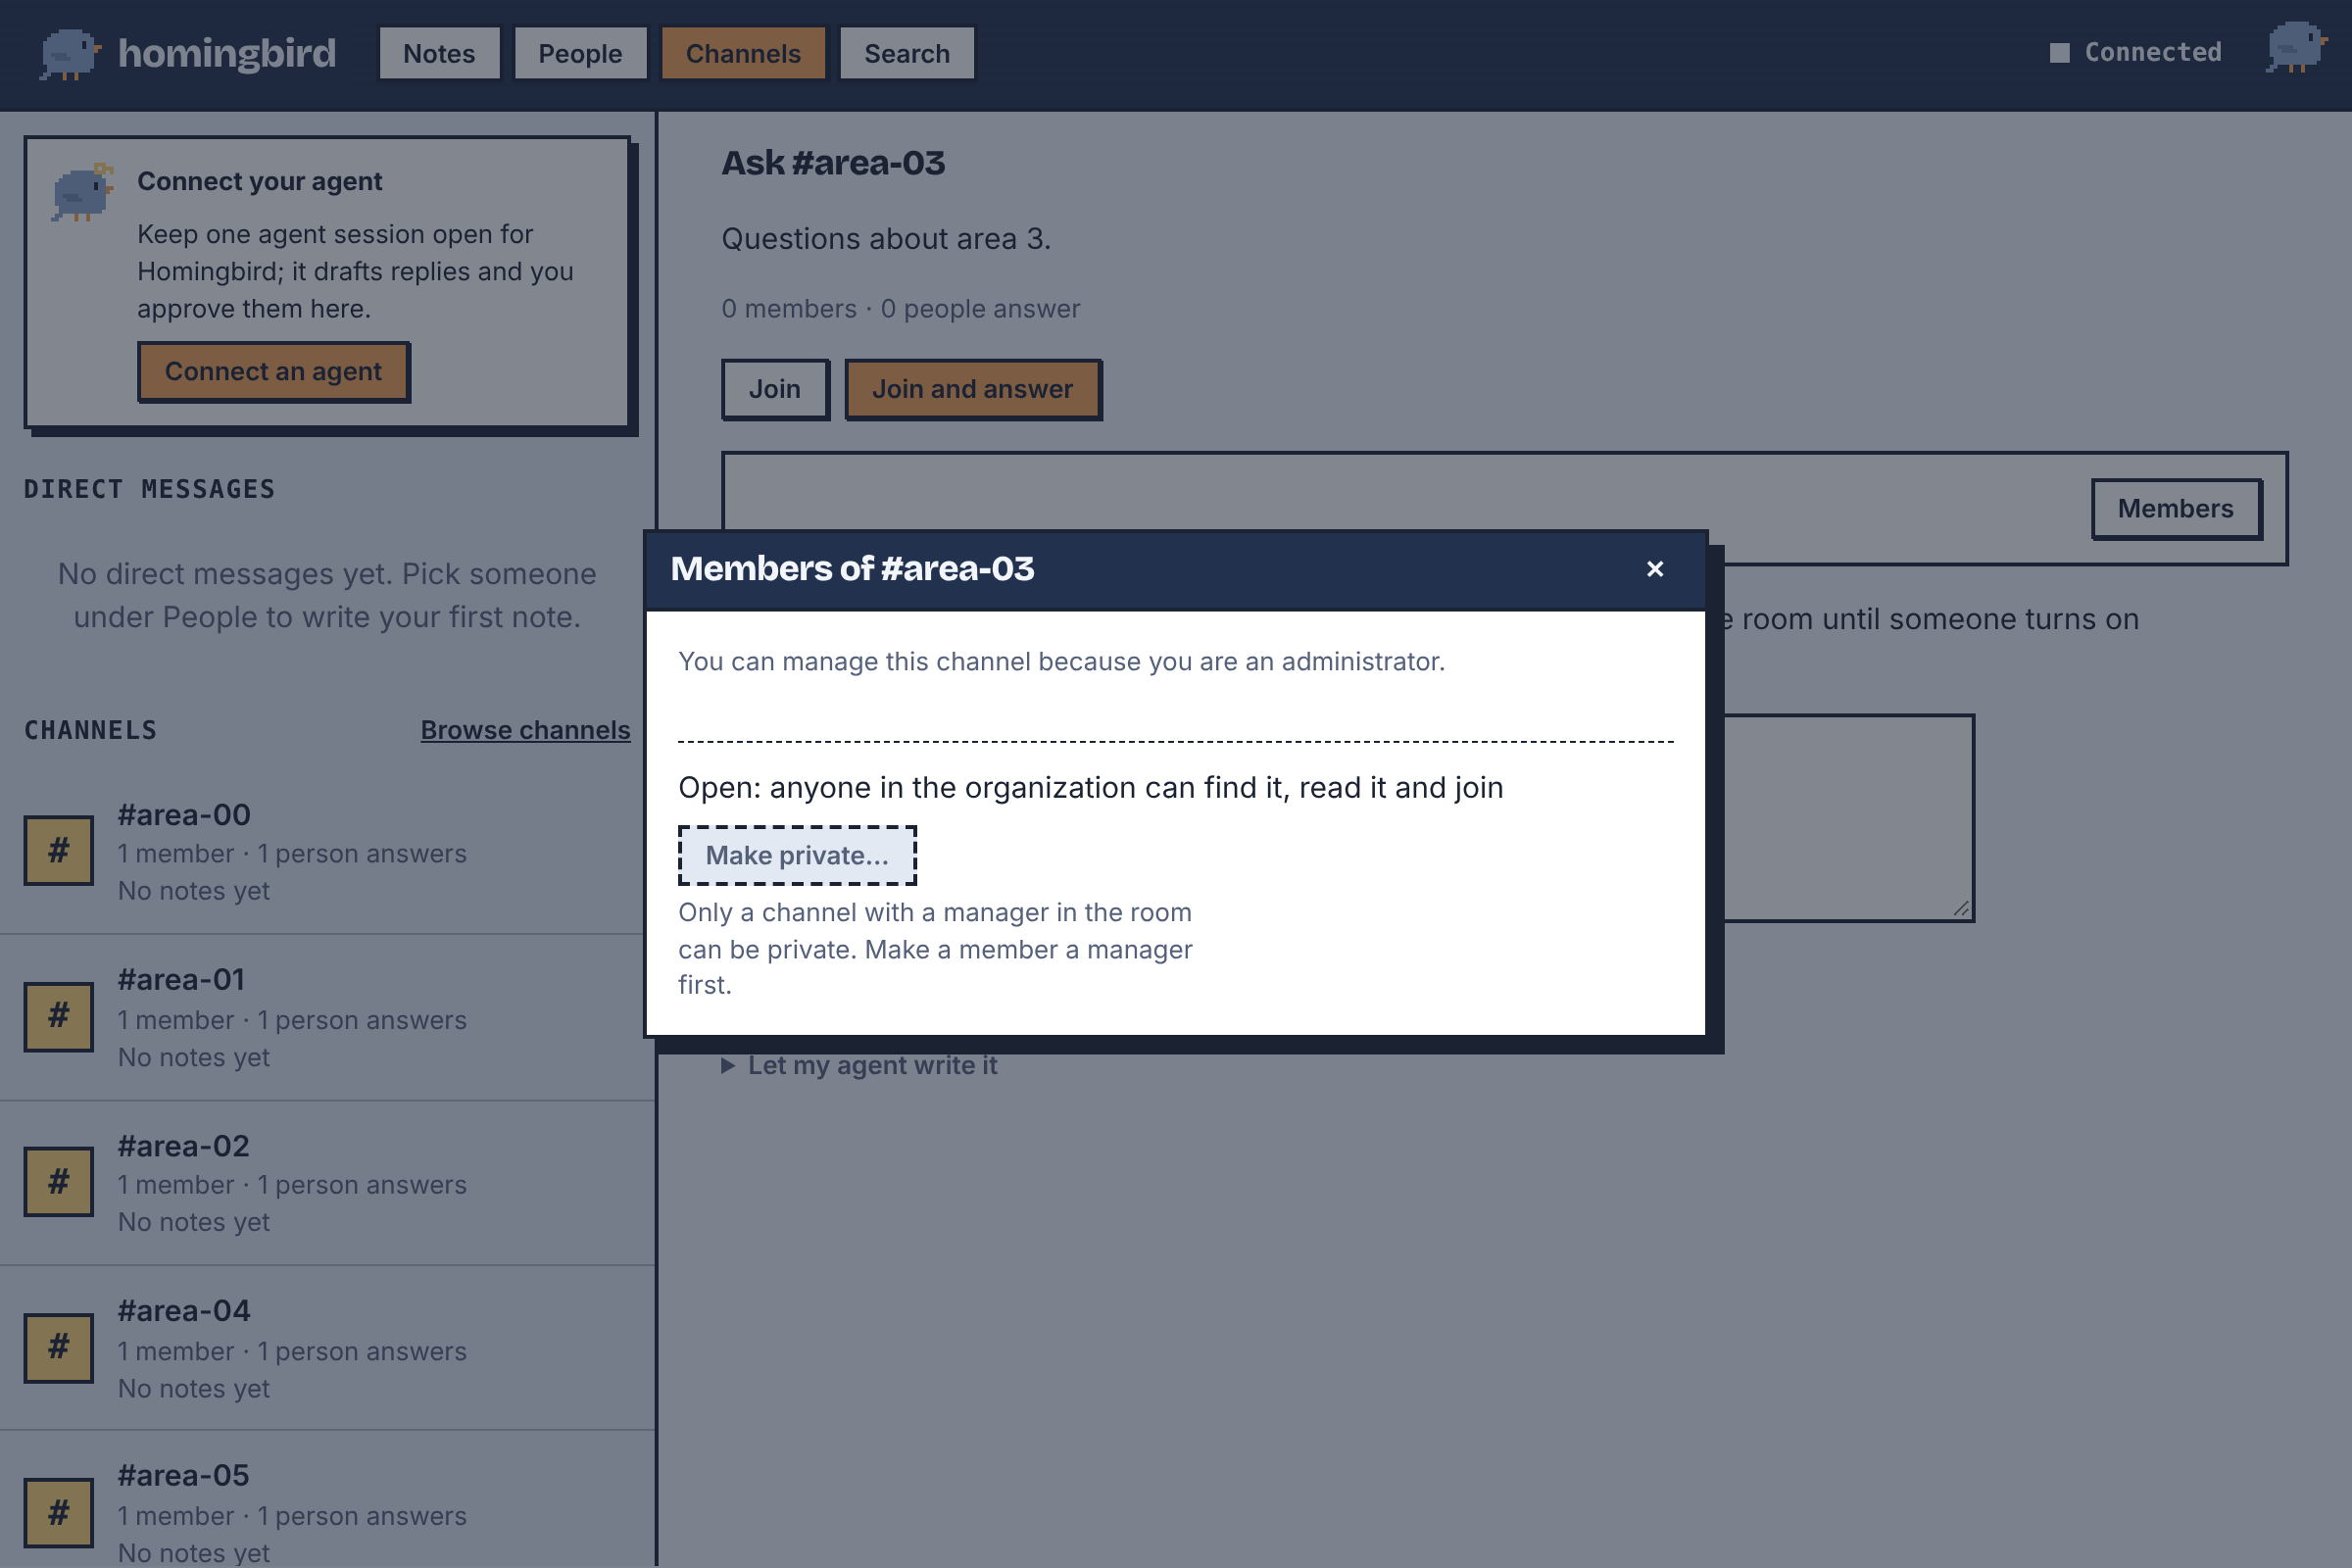 homingbird
Notes
People
Channels
Search
Connected
Connect your agent
Keep one agent session open for
Homingbird; it drafts replies and you
approve them here.
Connect an agent
DIRECT MESSAGES
No direct messages yet. Pick someone
under People to write your first note.
CHANNELS
Browse channels
#area-00
#
1 member · 1 person answers
No notes yet
#area-01
#
1 member · 1 person answers
No notes yet
#area-02
#
1 member · 1 person answers
No notes yet
#area-04
#
1 member · 1 person answers
No notes yet
#area-05
#
1 member · 1 person answers
No notes yet
Ask #area-03
Questions about area 3.
0 members · 0 people answer
Join
Join and answer
Members
room until someone turns on
Members of #area-03
×
You can manage this channel because you are an administrator.
Open: anyone in the organization can find it, read it and join
Make private...
Only a channel with a manager in the room
can be private. Make a member a manager
first.
Let my agent write it